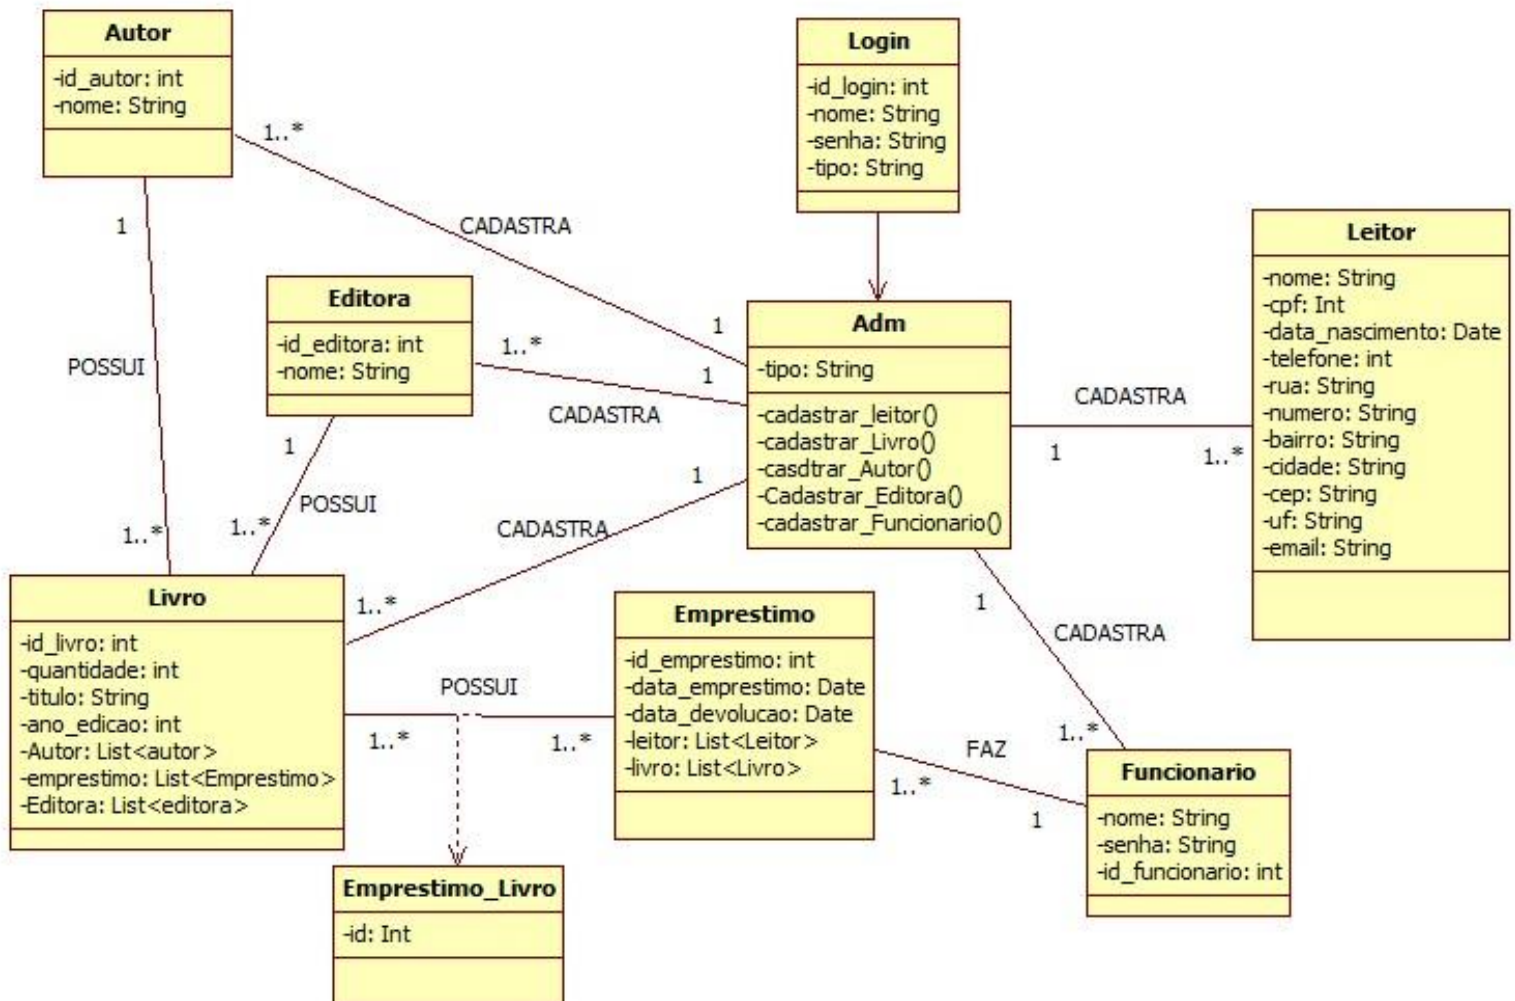 Autor
-id_autor: int
-nome: String
Login
-id_login: int
-nome: String
-senha: String
-tipo: String
1..*
CADASTRA
1
1
POSSUI
1..*
Editora
-id_editora: int
-nome: String
1..*
1
CADASTRA
1
POSSUI
1..*
Adm
-tipo: String
-cadastrar_leitor()
-cadastrar_Livro()
-casdtrar_Autor()
-Cadastrar_Editora()
-cadastrar_Funcionario()
CADASTRA
1
1..*
Leitor
-nome: String
-cpf: Int
-data_nascimento: Date
-telefone: int
-rua: String
-numero: String
-bairro: String
-cidade: String
-cep: String
-uf: String
-email: String
1
CADASTRA
1..*
Livro
-id_livro: int
-quantidade: int
-titulo: String
-ano_edicao: int
-Autor: List<autor>
-emprestimo: List<Emprestimo>
-Editora: List<editora>
POSSUI
1..*
1..*
Emprestimo
-id_emprestimo: int
-data_emprestimo: Date
-data_devolucao: Date
-leitor: List<Leitor>
-livro: List<Livro>
1
CADASTRA
1..*
FAZ
1..*
1
Funcionario
-nome: String
-senha: String
-id_funcionario: int
Emprestimo_Livro
-id: Int